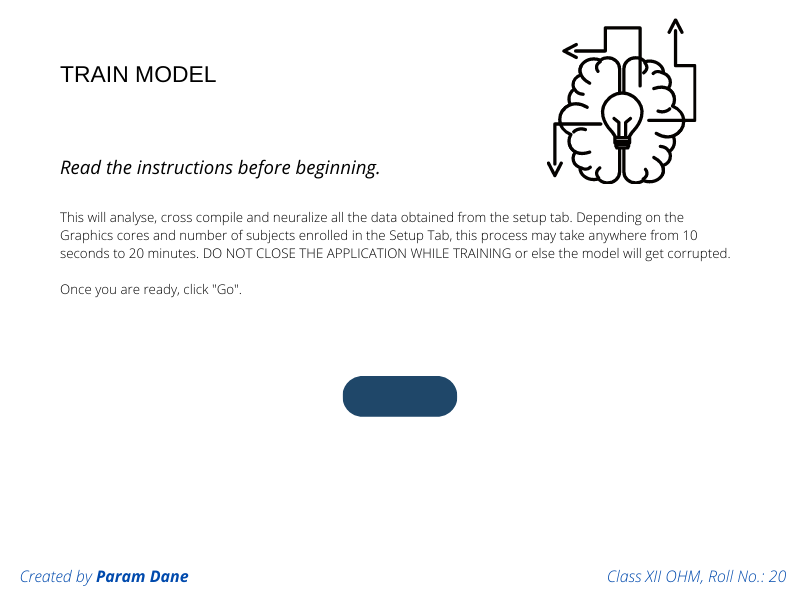 TRAIN MODEL
Read the instructions before beginning.
This will analyse, cross compile and neuralize all the data obtained from the setup tab. Depending on the
Graphics cores and number of subjects enrolled in the Setup Tab, this process may take anywhere from 10
seconds to 20 minutes. DO NOT CLOSE THE APPLICATION WHILE TRAINING or else the model will get corrupted.
Once you are ready, click "Go".
Created by Param Dane
Class XII OHM, Roll No.: 20